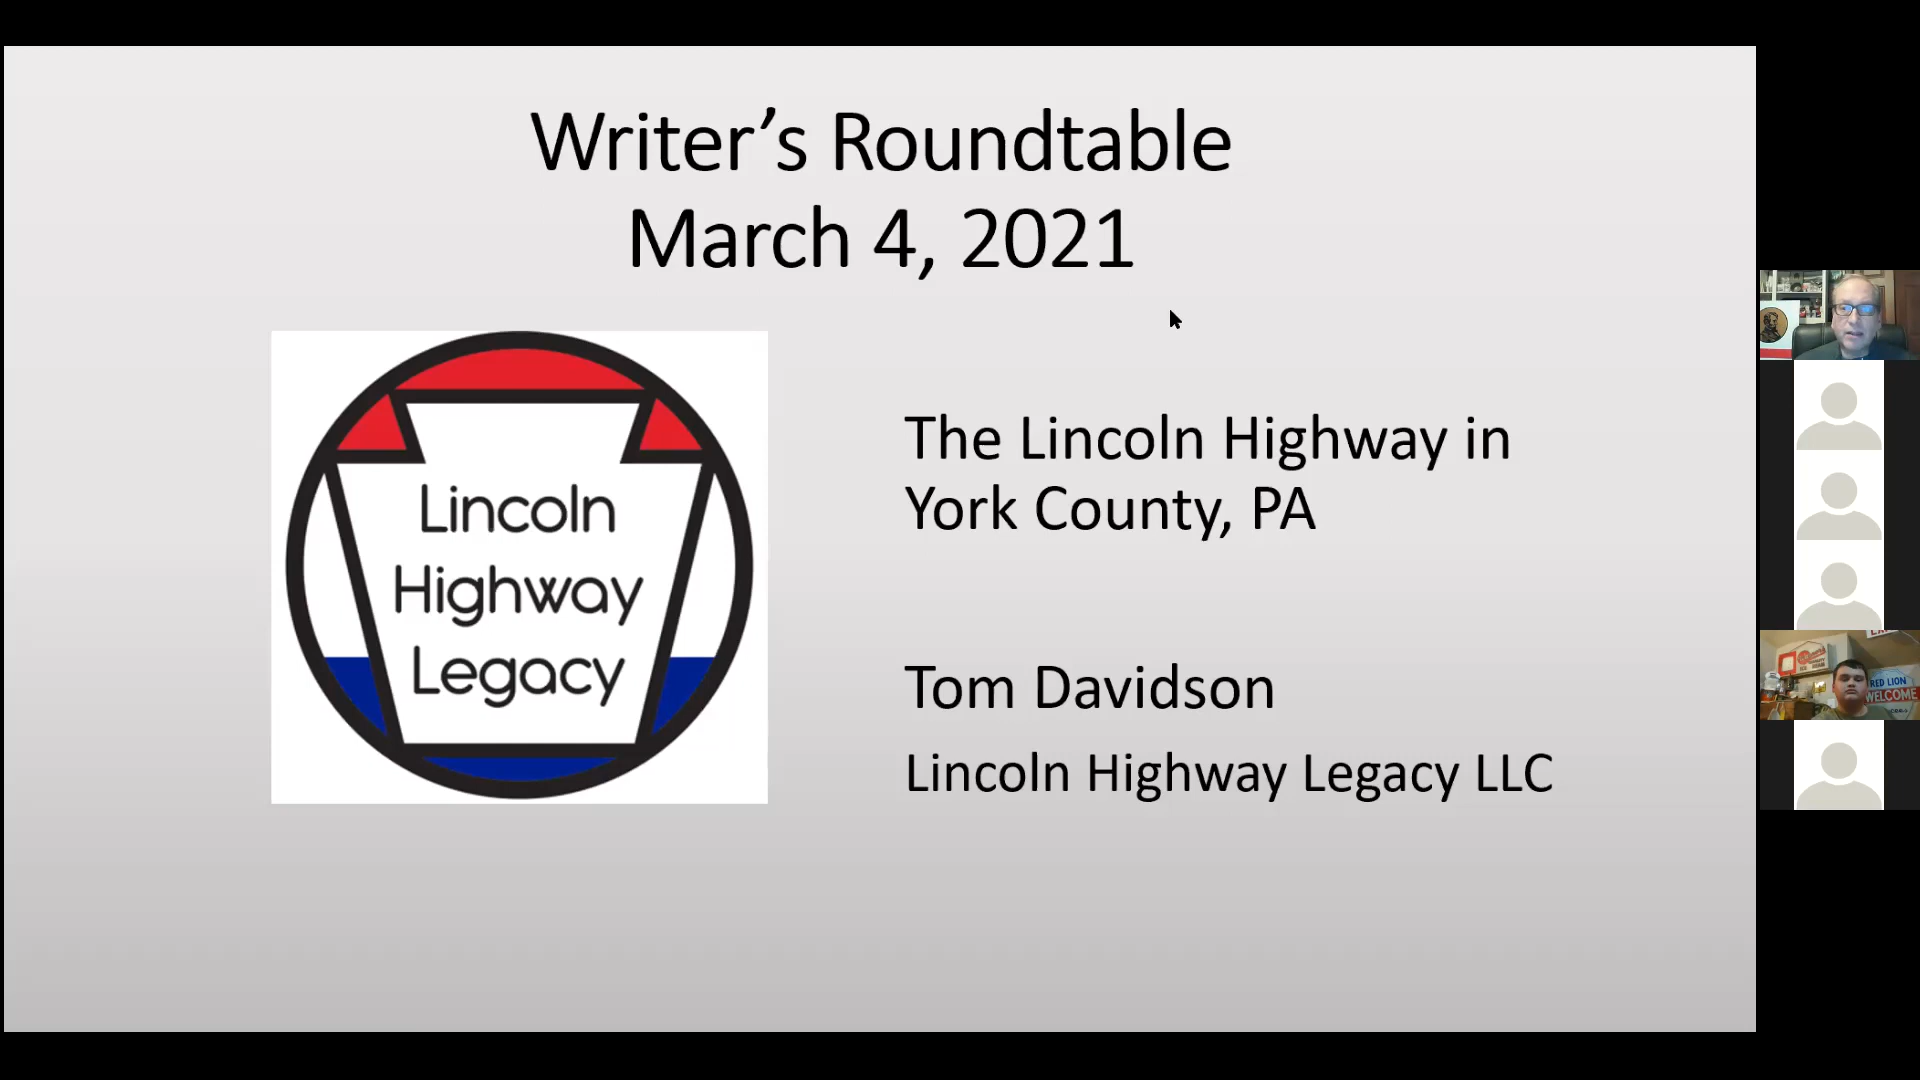 Writer’s Roundtable
March 4, 2021
Lincoln
Highway
Legacy
The Lincoln Highway in
York County, PA
Tom Davidson
Lincoln Highway Legacy LLC
RED LION
WELCOME